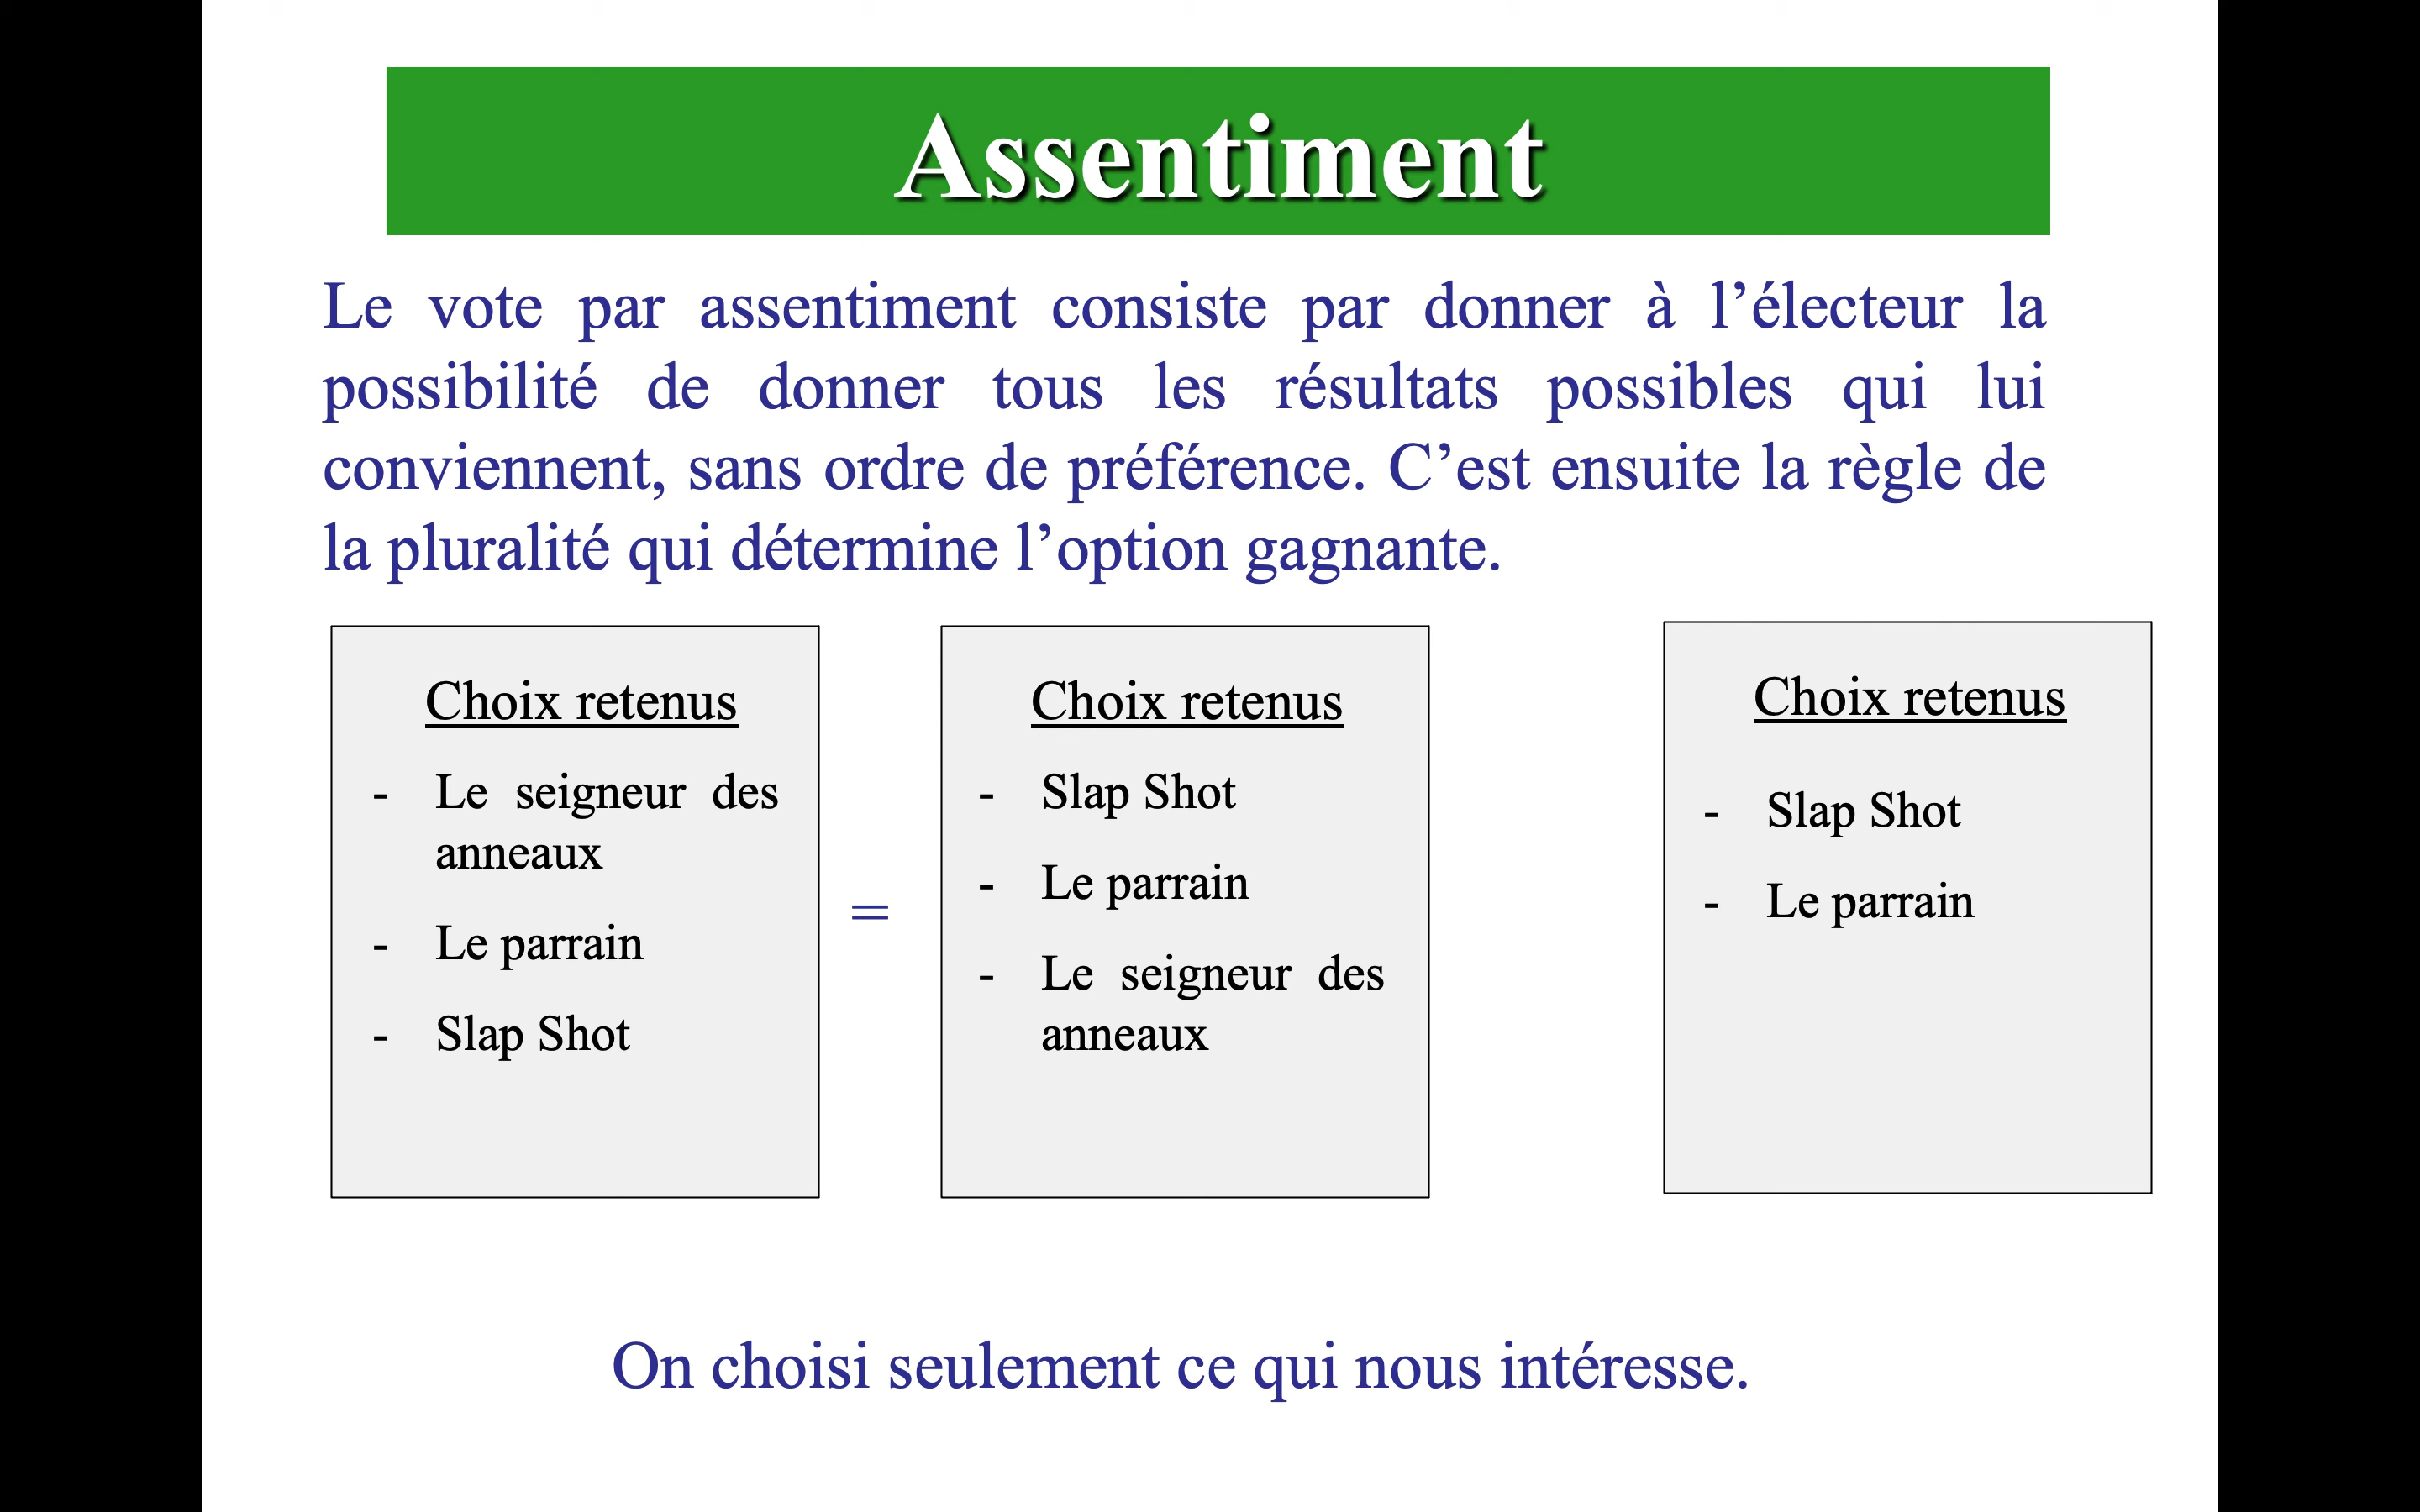 Assentiment
Le vote par assentiment consiste par donner à l’électeur la
possibilité de donner tous les résultats possibles qui lui
conviennent, sans ordre de préférence. C’est ensuite la règle de
la pluralité qui détermine l’option gagnante.
Choix retenus
- Le seigneur des
anneaux
- Le parrain
- Slap Shot
=
Choix retenus
- Slap Shot
- Le parrain
- Le seigneur des
anneaux
Choix retenus
- Slap Shot
- Le parrain
On choisi seulement ce qui nous intéresse.